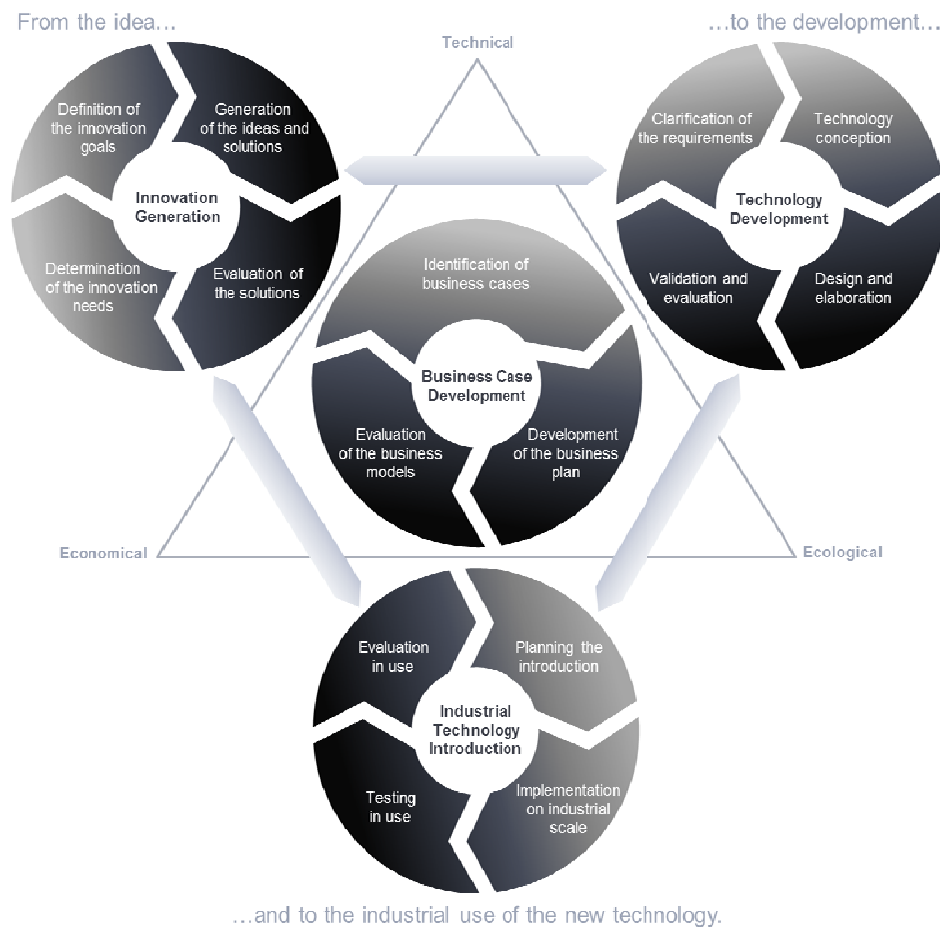 From the idea…
…to the development…
Technical
Definition of
the innovation
goals
Generation
of the ideas and
solutions
Innovation
Generation
Determination
of the innovation
needs
Evaluation of
the solutions
Clarification of
the requirements
Technology
conception
Technology
Development
Validation and
evaluation
Design and
elaboration
Identification of
business cases
Business Case
Development
Evaluation
of the business
models
Development
of the business
plan
Economical
Ecological
Evaluation
in use
Planning the
introduction
Industrial
Technology
Introduction
Testing
in use
Implementation
on industrial
scale
…and to the industrial use of the new technology.